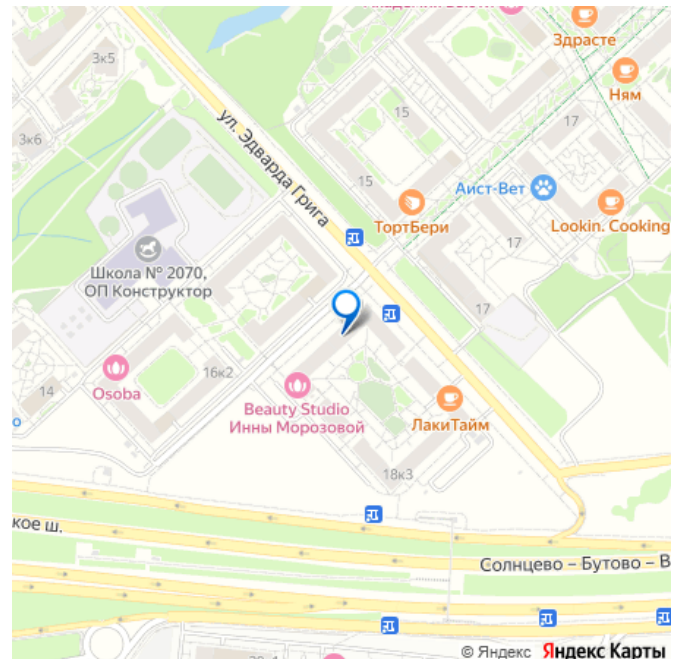 3к5
Здрасте
Ням
3к6
ул. Эдварда Грига
15
17
15
Аист-Вет
ТортБери
Lookin. Cooking
17
Школа № 2070,
ОП Конструктор
17
16к2
14
Osoba
Beauty Studio
Инны Морозовой
ЛакиТайм
18к3
кое ш.
Солнцево – Бутово – В
© Яндекс Яндекс Карты